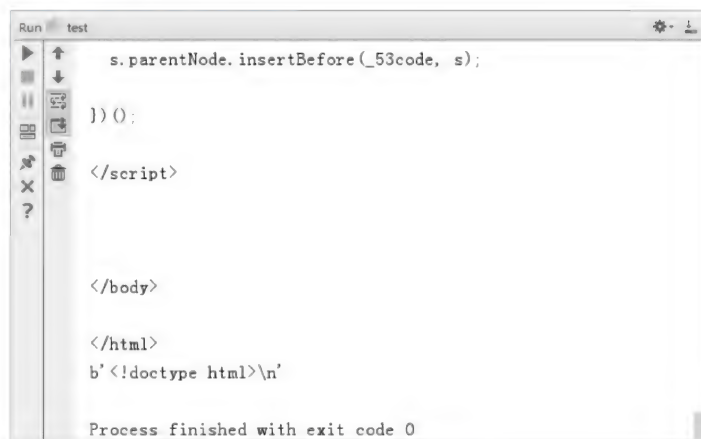 Run test
s.parentNode.insertBefore(_53code, s);
})();
</script>
</body>
</html>
b'<!doctype html>\n'
Process finished with exit code 0